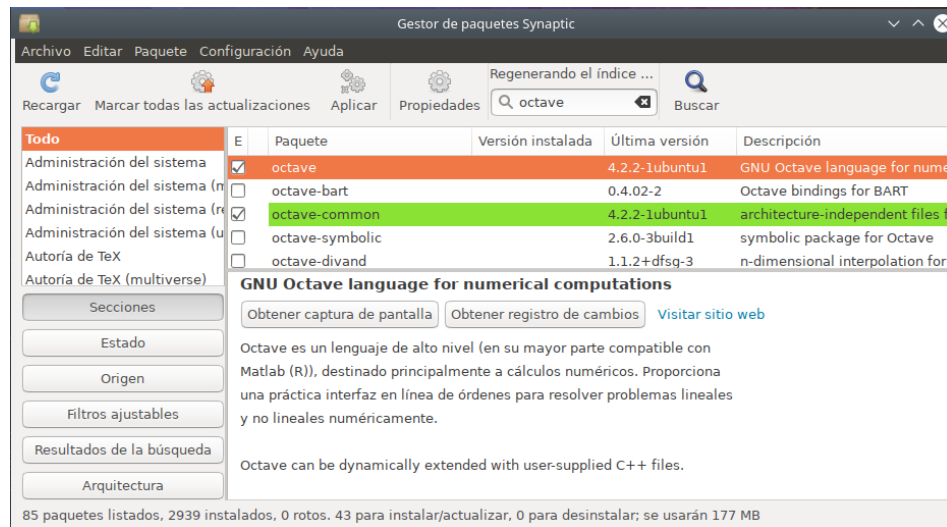 Gestor de paquetes Synaptic
Archivo Editar Paquete Configuración Ayuda
Recargar Marcar todas las actualizaciones Aplicar Propiedades
Regenerando el índice ...
octave
Buscar
Todo
Administración del sistema
Administración del sistema (m
Administración del sistema (re
Administración del sistema (u
Autoría de TeX
Autoría de TeX (multiverse)
Secciones
Estado
Origen
Filtros ajustables
Resultados de la búsqueda
Arquitectura
E Paquete Versión instalada Última versión Descripción
octave 4.2.2-1ubuntu1 GNU Octave language for nume
octave-bart 0.4.02-2 Octave bindings for BART
octave-common 4.2.2-1ubuntu1 architecture-independent files f
octave-symbolic 2.6.0-3build1 symbolic package for Octave
octave-divand 1.1.2+dfsg-3 n-dimensional interpolation for
GNU Octave language for numerical computations
Obtener captura de pantalla Obtener registro de cambios Visitar sitio web
Octave es un lenguaje de alto nivel (en su mayor parte compatible con
Matlab (R)), destinado principalmente a cálculos numéricos. Proporciona
una práctica interfaz en línea de órdenes para resolver problemas lineales
y no lineales numéricamente.
Octave can be dynamically extended with user-supplied C++ files.
85 paquetes listados, 2939 instalados, 0 rotos. 43 para instalar/actualizar, 0 para desinstalar; se usarán 177 MB